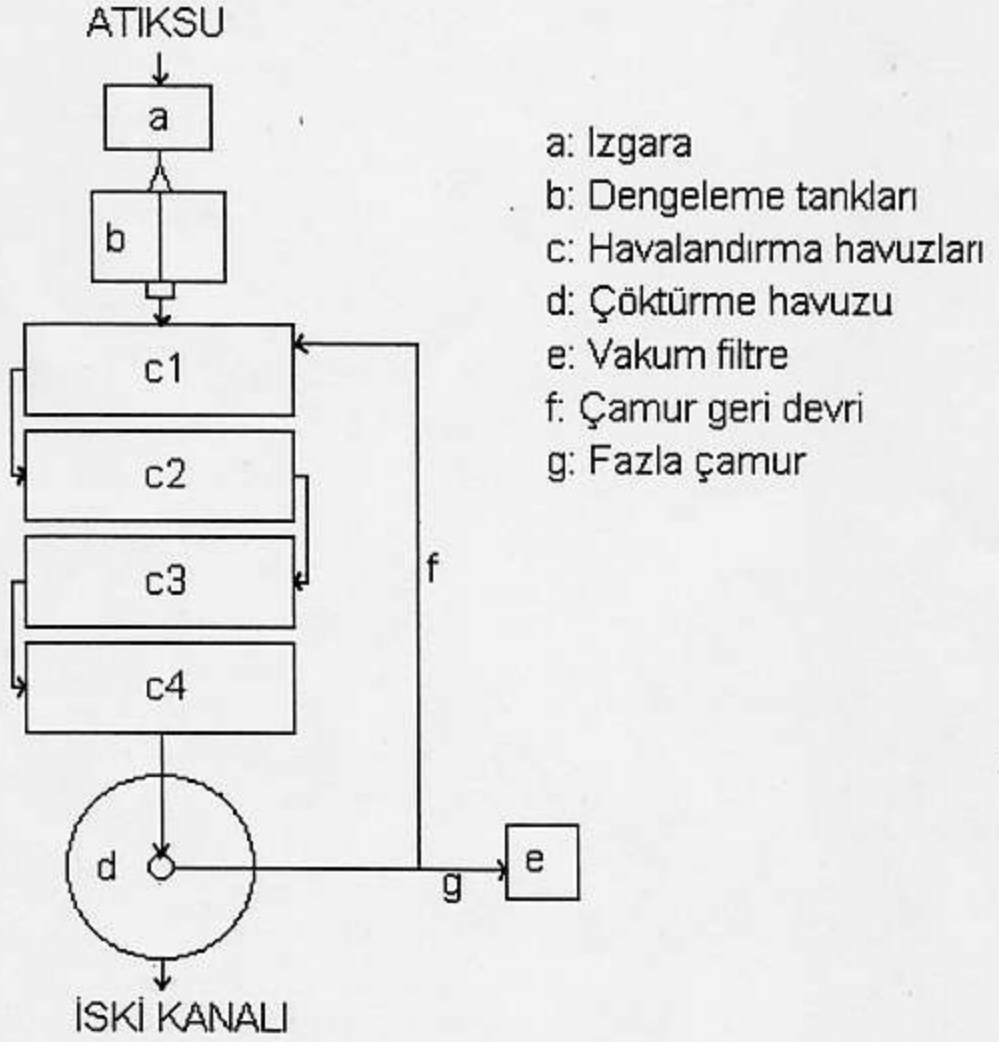 ATIKSU
a
b
c1
c2
c3
c4
d
f
g
e
İSKİ KANALI
a: Izgara
b: Dengeleme tankları
c: Havalandırma havuzları
d: Çöktürme havuzu
e: Vakum filtre
f: Çamur geri devri
g: Fazla çamur